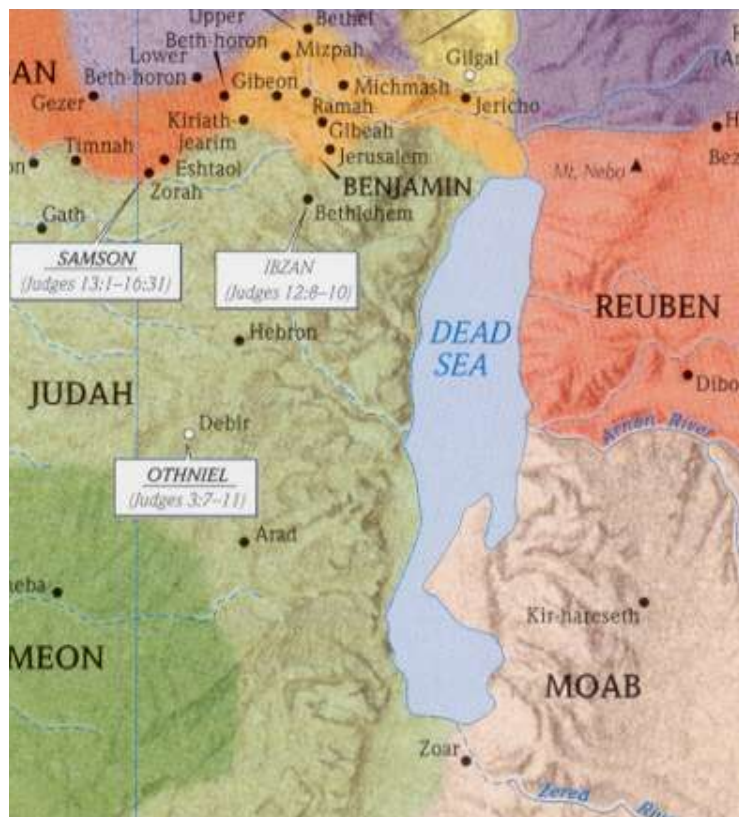 Upper
Beth-horon
Bethel
Mizpah
Gilgal
Lower
Beth-horon
AN
Gezer
Gibeon
Michmash
Ramah
Jericho
Kiriath-
jearim
Gibeah
Timnah
Eshtaol
Jerusalem
Zorah
BENJAMIN
Mt. Nebo
Bez
Gath
Bethlehem
SAMSON
(Judges 13:1–16:31)
IBZAN
(Judges 12:8–10)
REUBEN
Hebron
DEAD
SEA
JUDAH
Dibo
Debir
Arnon River
OTHNIEL
(Judges 3:7–11)
Arad
eba
Kir-hareseth
MEON
MOAB
Zoar
Zered River